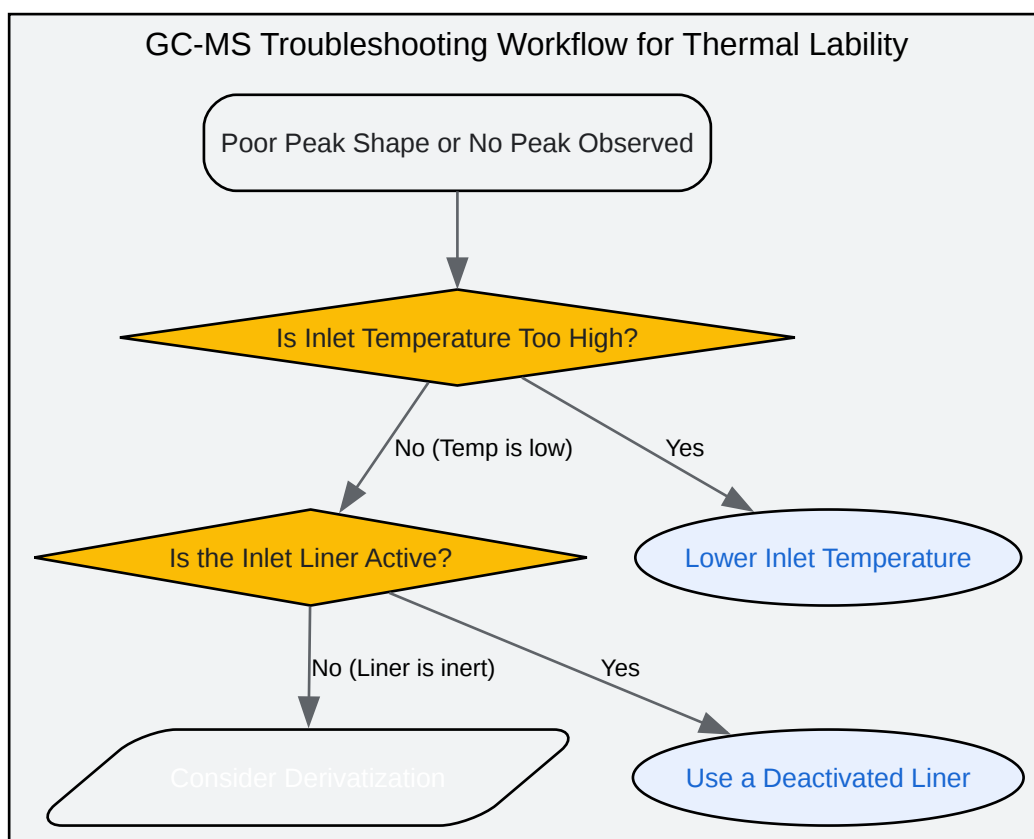 GC-MS Troubleshooting Workflow for Thermal Lability
Poor Peak Shape or No Peak Observed
Is Inlet Temperature Too High?
No (Temp is low)
Yes
Is the Inlet Liner Active?
Lower Inlet Temperature
No (Liner is inert)
Yes
Consider Derivatization
Use a Deactivated Liner